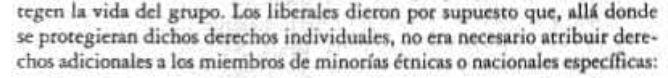 tegen la vida del grupo. Los liberales dieron por supuesto que, allá donde
se protegieran dichos derechos individuales, no era necesario atribuir dere-
chos adicionales a los miembros de minorías étnicas o nacionales específicas: